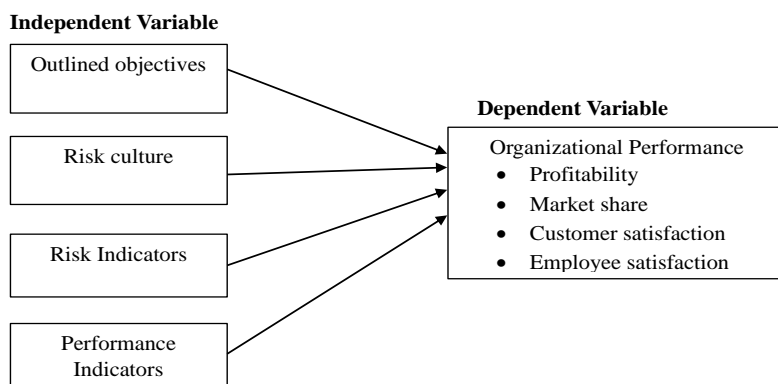 Independent Variable
Outlined objectives
Risk culture
Risk Indicators
Performance
Indicators
Dependent Variable
Organizational Performance
• Profitability
• Market share
• Customer satisfaction
• Employee satisfaction